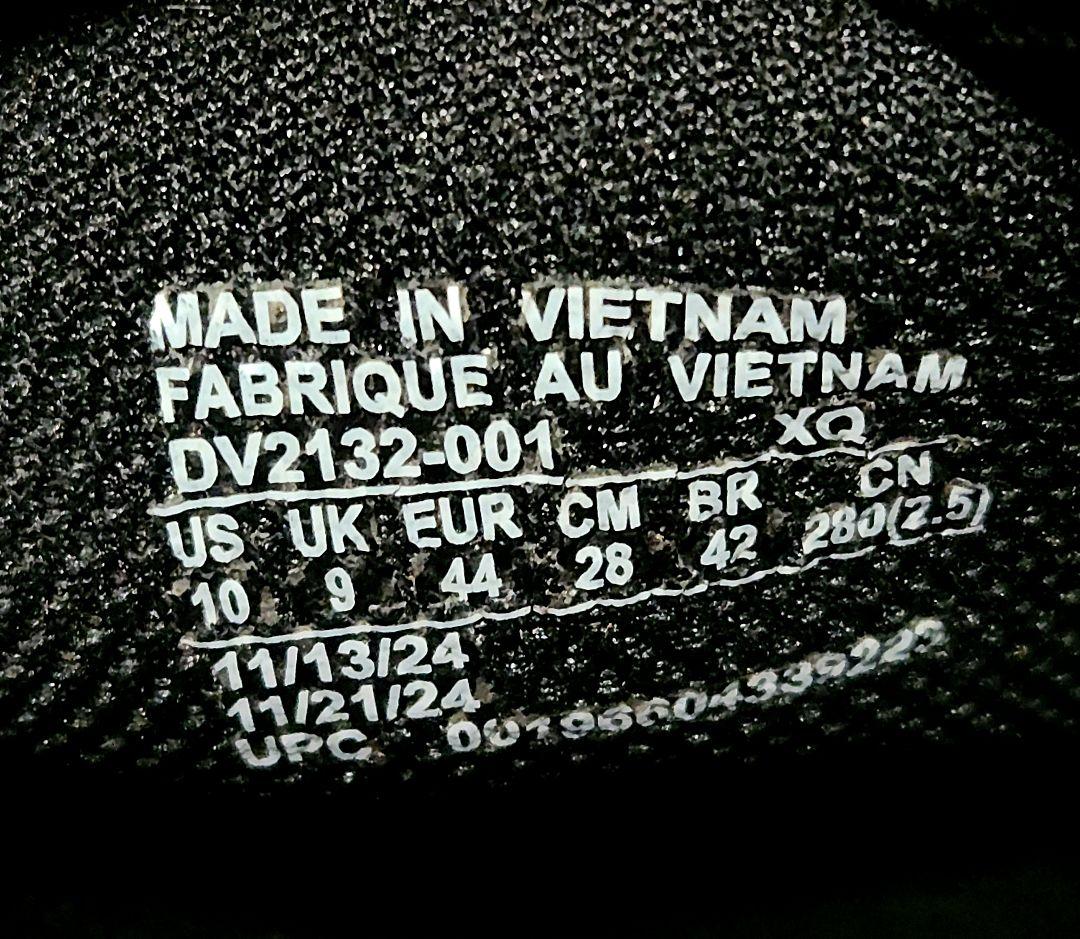 MADE IN VIETNAM
FABRIQUE AU VIETNAM
DV2132-001 XQ
US UK EUR CM BR CN
10 9 44 28 42 280(2.5)
11/13/24
11/21/24
UPC 00196604339223